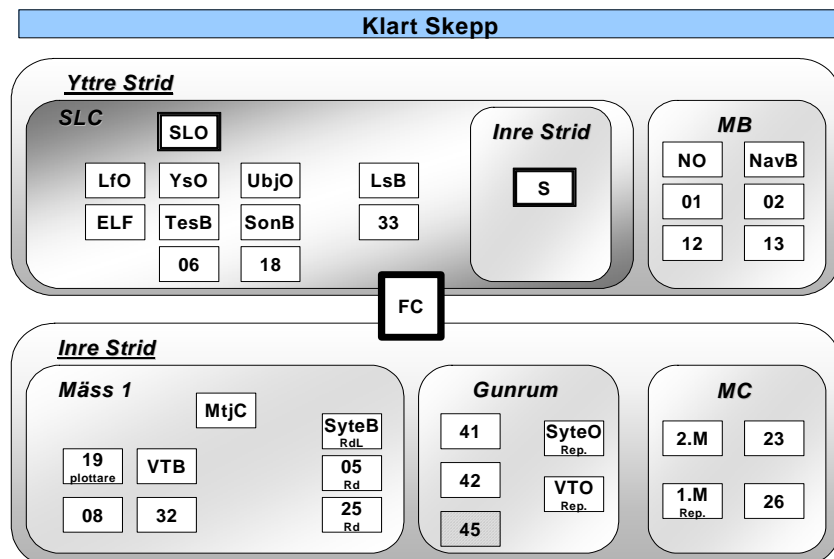 Klart Skepp
Yttre Strid
SLC
SLO
Inre Strid
MB
LfO YsO UbjO LsB
S
NO NavB
ELF TesB SonB 33
01 02
06 18
12 13
FC
Inre Strid
Mäss 1
Gunrum
MC
MtjC
SyteB
RdL
41
SyteO
Rep.
2.M 23
19
plottare
VTB
05
Rd
42
VTO
Rep.
1.M
Rep.
26
08 32
25
Rd
45